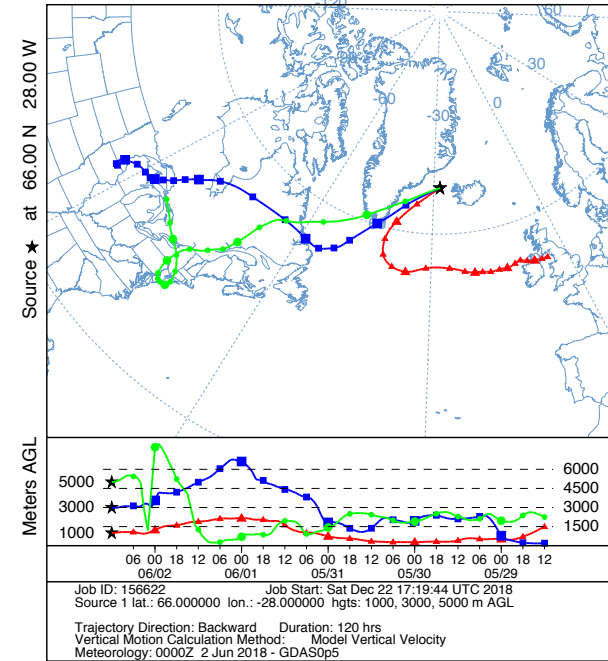 Source ★ at 66.00 N 28.00 W
-120
60
-60
-30
0
30
Meters AGL
5000
3000
1000
6000
4500
3000
1500
06 00 18 12 06 00 18 12 06 00 18 12 06 00 18 12 06 00 18 12
06/02 06/01 05/31 05/30 05/29
Job ID: 156622 Job Start: Sat Dec 22 17:19:44 UTC 2018
Source 1 lat.: 66.000000 lon.: -28.000000 hgts: 1000, 3000, 5000 m AGL
Trajectory Direction: Backward Duration: 120 hrs
Vertical Motion Calculation Method: Model Vertical Velocity
Meteorology: 0000Z 2 Jun 2018 - GDAS0p5